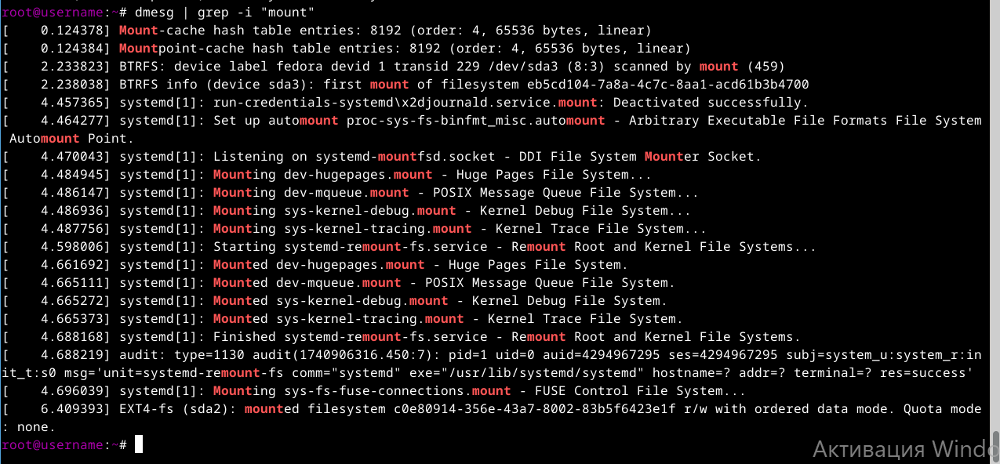 root@username:~# dmesg | grep -i "mount"
[    0.124378] Mount-cache hash table entries: 8192 (order: 4, 65536 bytes, linear)
[    0.124384] Mountpoint-cache hash table entries: 8192 (order: 4, 65536 bytes, linear)
[    2.233823] BTRFS: device label fedora devid 1 transid 229 /dev/sda3 (8:3) scanned by mount (459)
[    2.238038] BTRFS info (device sda3): first mount of filesystem eb5cd104-7a8a-4c7c-8aa1-acd61b3b4700
[    4.457365] systemd[1]: run-credentials-systemd\x2djournald.service.mount: Deactivated successfully.
[    4.464277] systemd[1]: Set up automount proc-sys-fs-binfmt_misc.automount - Arbitrary Executable File Formats File System
 Automount Point.
[    4.470043] systemd[1]: Listening on systemd-mountfsd.socket - DDI File System Mounter Socket.
[    4.484945] systemd[1]: Mounting dev-hugepages.mount - Huge Pages File System...
[    4.486147] systemd[1]: Mounting dev-mqueue.mount - POSIX Message Queue File System...
[    4.486936] systemd[1]: Mounting sys-kernel-debug.mount - Kernel Debug File System...
[    4.487756] systemd[1]: Mounting sys-kernel-tracing.mount - Kernel Trace File System...
[    4.598006] systemd[1]: Starting systemd-remount-fs.service - Remount Root and Kernel File Systems...
[    4.661692] systemd[1]: Mounted dev-hugepages.mount - Huge Pages File System.
[    4.665111] systemd[1]: Mounted dev-mqueue.mount - POSIX Message Queue File System.
[    4.665272] systemd[1]: Mounted sys-kernel-debug.mount - Kernel Debug File System.
[    4.665373] systemd[1]: Mounted sys-kernel-tracing.mount - Kernel Trace File System.
[    4.688168] systemd[1]: Finished systemd-remount-fs.service - Remount Root and Kernel File Systems.
[    4.688219] audit: type=1130 audit(1740906316.450:7): pid=1 uid=0 auid=4294967295 ses=4294967295 subj=system_u:system_r:in
it_t:s0 msg='unit=systemd-remount-fs comm="systemd" exe="/usr/lib/systemd/systemd" hostname=? addr=? terminal=? res=success'
[    4.696039] systemd[1]: Mounting sys-fs-fuse-connections.mount - FUSE Control File System...
[    6.409393] EXT4-fs (sda2): mounted filesystem c0e80914-356e-43a7-8002-83b5f6423e1f r/w with ordered data mode. Quota mode
: none.
root@username:~#
Активация Windo